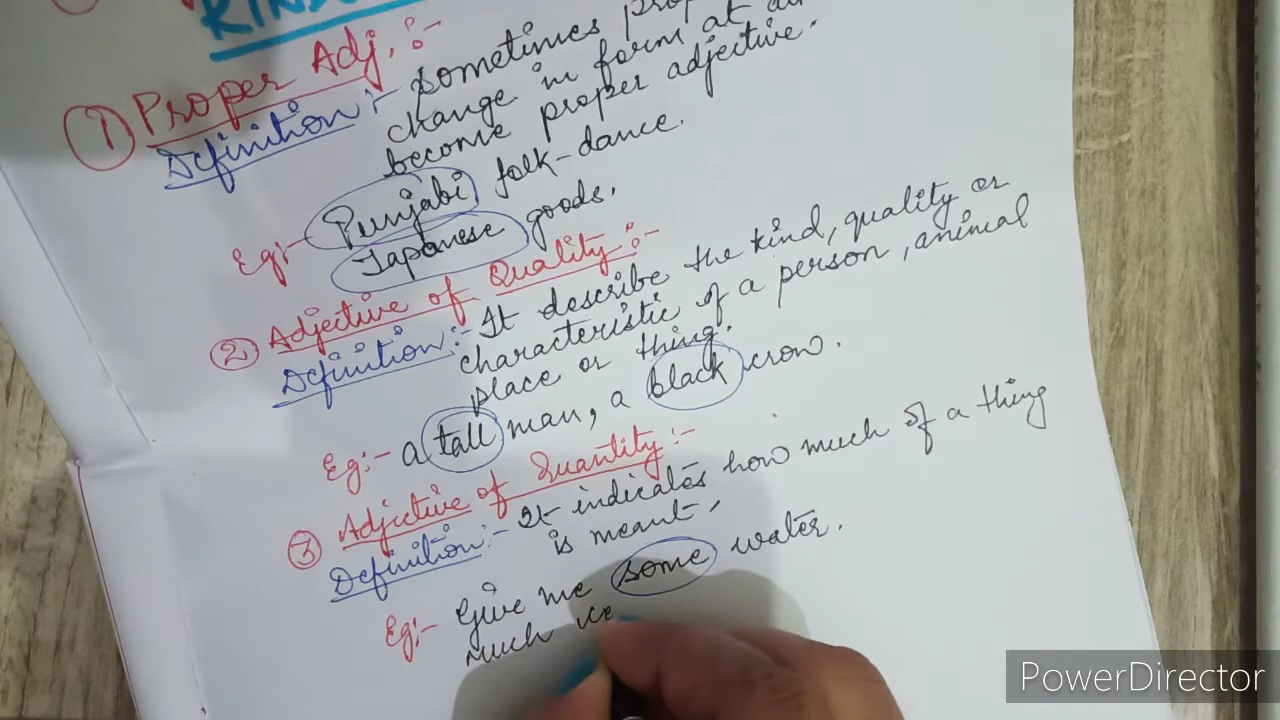 KINDS
① Proper Adj. :-
Definition :- Sometimes
change in form at
become proper adjective.
Eg:- Punjabi folk-dance.
Japanese goods.
② Adjective of Quality :-
Definition :- It describe the kind, quality or
characteristic of a person, animal
place or thing.
Eg:- a tall man, a black crow.
③ Adjective of Quantity :-
Definition :- It indicates how much of a thing
is meant.
Eg:- Give me some water.
Much
PowerDirector